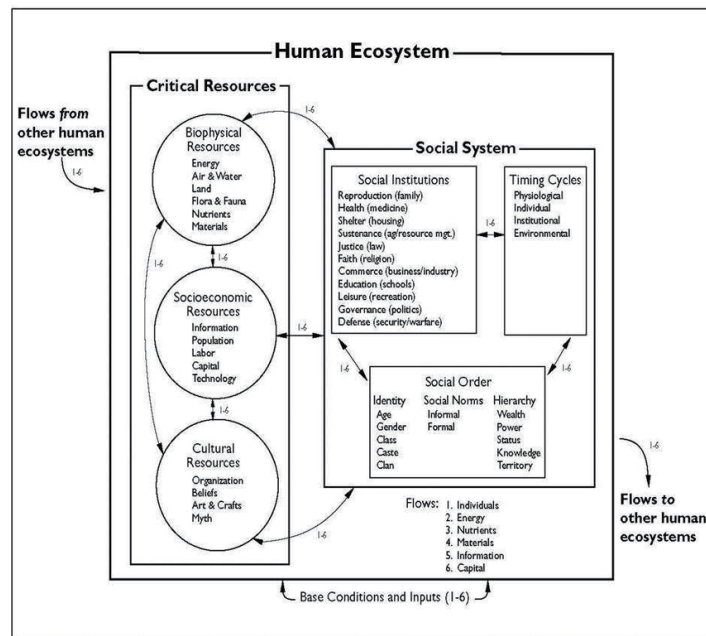 Human Ecosystem
Critical Resources
Flows from
other human
ecosystems
1-6
Biophysical
Resources
Energy
Air & Water
Land
Flora & Fauna
Nutrients
Materials
1-6
1-6
1-6
Socioeconomic
Resources
Information
Population
Labor
Capital
Technology
1-6
1-6
Cultural
Resources
Organization
Beliefs
Art & Crafts
Myth
1-6
Social System
Social Institutions
Reproduction (family)
Health (medicine)
Shelter (housing)
Sustenance (ag/resource mgt.)
Justice (law)
Faith (religion)
Commerce (business/industry)
Education (schools)
Leisure (recreation)
Governance (politics)
Defense (security/warfare)
1-6
Timing Cycles
Physiological
Individual
Institutional
Environmental
1-6
1-6
Social Order
Identity
Age
Gender
Class
Caste
Clan
Social Norms
Informal
Formal
Hierarchy
Wealth
Power
Status
Knowledge
Territory
1-6
Flows to
other human
ecosystems
Flows:
1. Individuals
2. Energy
3. Nutrients
4. Materials
5. Information
6. Capital
Base Conditions and Inputs (1-6)